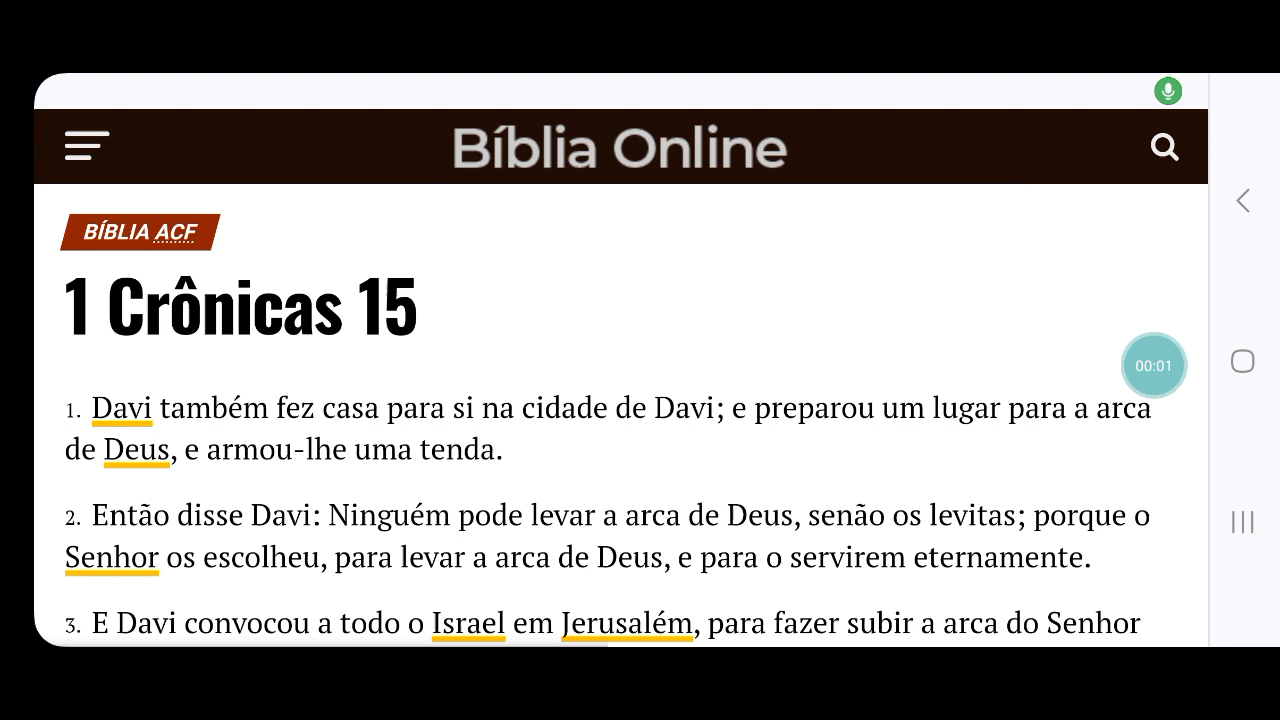 Bíblia Online
BÍBLIA ACF
1 Crônicas 15
00:01
1. Davi também fez casa para si na cidade de Davi; e preparou um lugar para a arca
de Deus, e armou-lhe uma tenda.
2. Então disse Davi: Ninguém pode levar a arca de Deus, senão os levitas; porque o
Senhor os escolheu, para levar a arca de Deus, e para o servirem eternamente.
3. E Davi convocou a todo o Israel em Jerusalém, para fazer subir a arca do Senhor